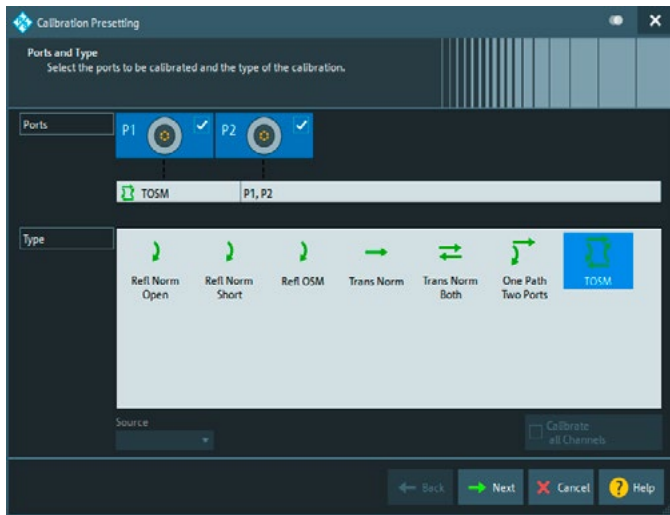 Calibration Presetting
Ports and Type
Select the ports to be calibrated and the type of the calibration.
Ports
P1
P2
TOSM
P1, P2
Type
Refl Norm
Open
Refl Norm
Short
Refl OSM
Trans Norm
Trans Norm
Both
One Path
Two Ports
TOSM
Source
Calibrate
all Channels
Back
Next
Cancel
? Help